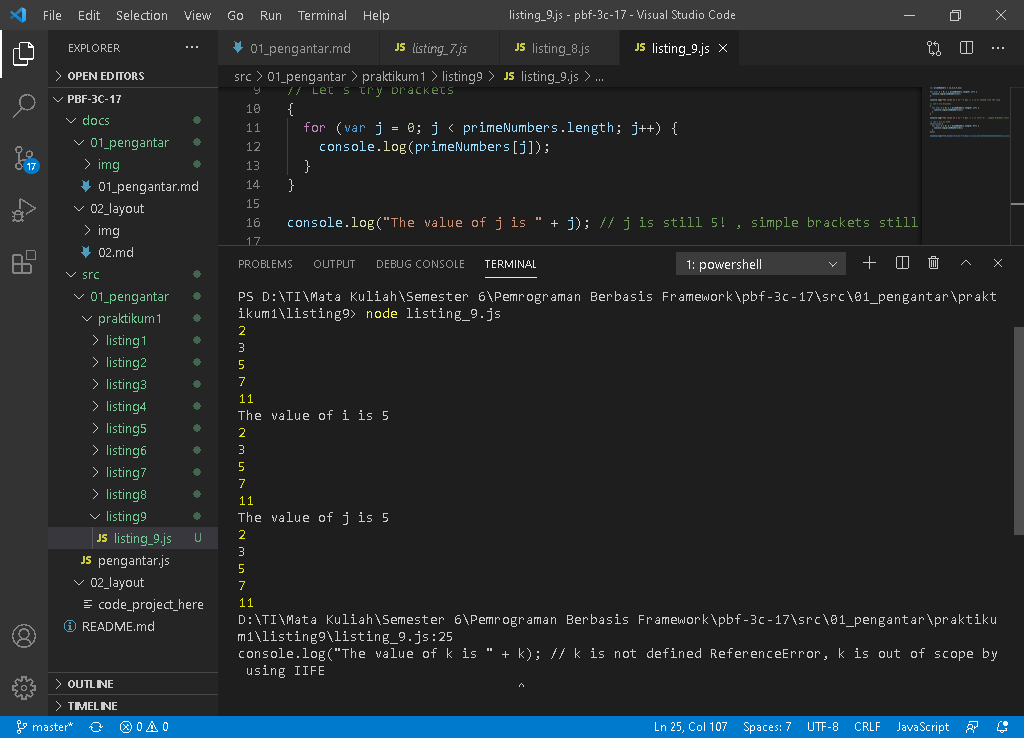 File Edit Selection View Go Run Terminal Help listing_9.js - pbf-3c-17 - Visual Studio Code
EXPLORER ...
OPEN EDITORS
PBF-3C-17
docs
01_pengantar
img
01_pengantar.md
02_layout
img
02.md
src
01_pengantar
praktikum1
listing1
listing2
listing3
listing4
listing5
listing6
listing7
listing8
listing9
JS listing_9.js U
JS pengantar.js
02_layout
code_project_here
README.md
OUTLINE
TIMELINE
17
01_pengantar.md JS listing_7.js JS listing_8.js JS listing_9.js
src > 01_pengantar > praktikum1 > listing9 > JS listing_9.js > ...
9 // Let's try brackets
10 {
11 for (var j = 0; j < primeNumbers.length; j++) {
12 console.log(primeNumbers[j]);
13 }
14 }
15
16 console.log("The value of j is " + j); // j is still 5! , simple brackets still
17
PROBLEMS OUTPUT DEBUG CONSOLE TERMINAL 1: powershell
PS D:\TI\Mata Kuliah\Semester 6\Pemrograman Berbasis Framework\pbf-3c-17\src\01_pengantar\prakt
ikum1\listing9> node listing_9.js
2
3
5
7
11
The value of i is 5
2
3
5
7
11
The value of j is 5
2
3
5
7
11
D:\TI\Mata Kuliah\Semester 6\Pemrograman Berbasis Framework\pbf-3c-17\src\01_pengantar\praktiku
m1\listing9\listing_9.js:25
console.log("The value of k is " + k); // k is not defined ReferenceError, k is out of scope by
using IIFE
^
master* 0 0 Ln 25, Col 107 Spaces: 7 UTF-8 CRLF JavaScript